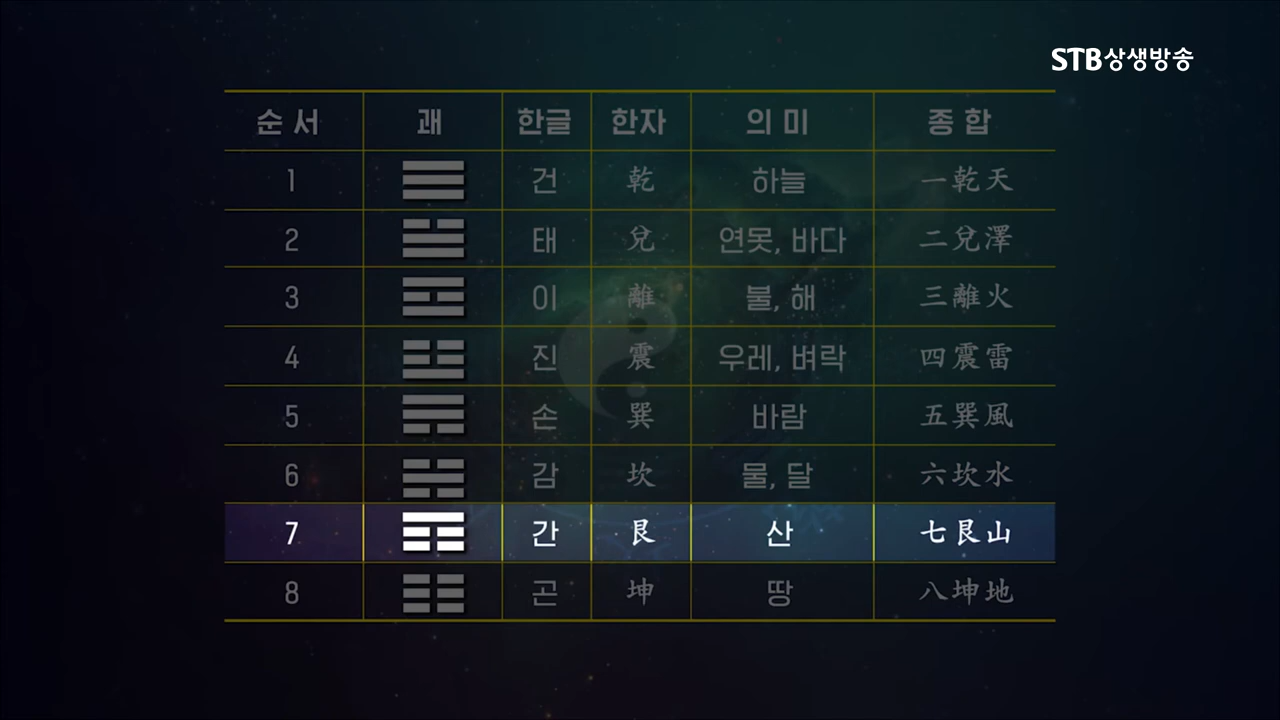 STB상생방송
순서 괘 한글 한자 의미 종합
1 ☰ 건 乾 하늘 一乾天
2 ☱ 태 兌 연못, 바다 二兌澤
3 ☲ 이 離 불, 해 三離火
4 ☳ 진 震 우레, 벼락 四震雷
5 ☴ 손 巽 바람 五巽風
6 ☵ 감 坎 물, 달 六坎水
7 ☶ 간 艮 산 七艮山
8 ☷ 곤 坤 땅 八坤地